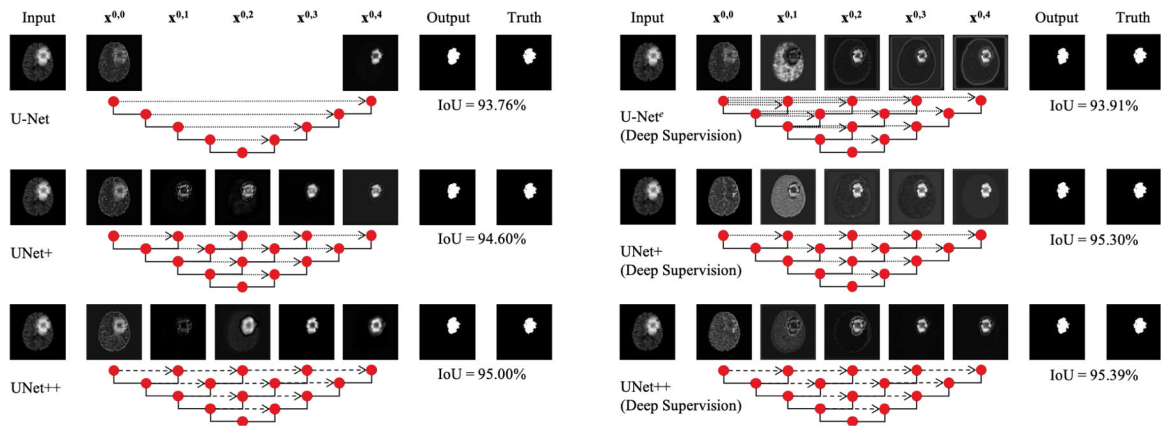 Input x⁰,⁰ x⁰,¹ x⁰,² x⁰,³ x⁰,⁴ Output Truth
U-Net
IoU = 93.76%
UNet+
IoU = 94.60%
UNet++
IoU = 95.00%
Input x⁰,⁰ x⁰,¹ x⁰,² x⁰,³ x⁰,⁴ Output Truth
U-Netᵉ
(Deep Supervision)
IoU = 93.91%
UNet+
(Deep Supervision)
IoU = 95.30%
UNet++
(Deep Supervision)
IoU = 95.39%